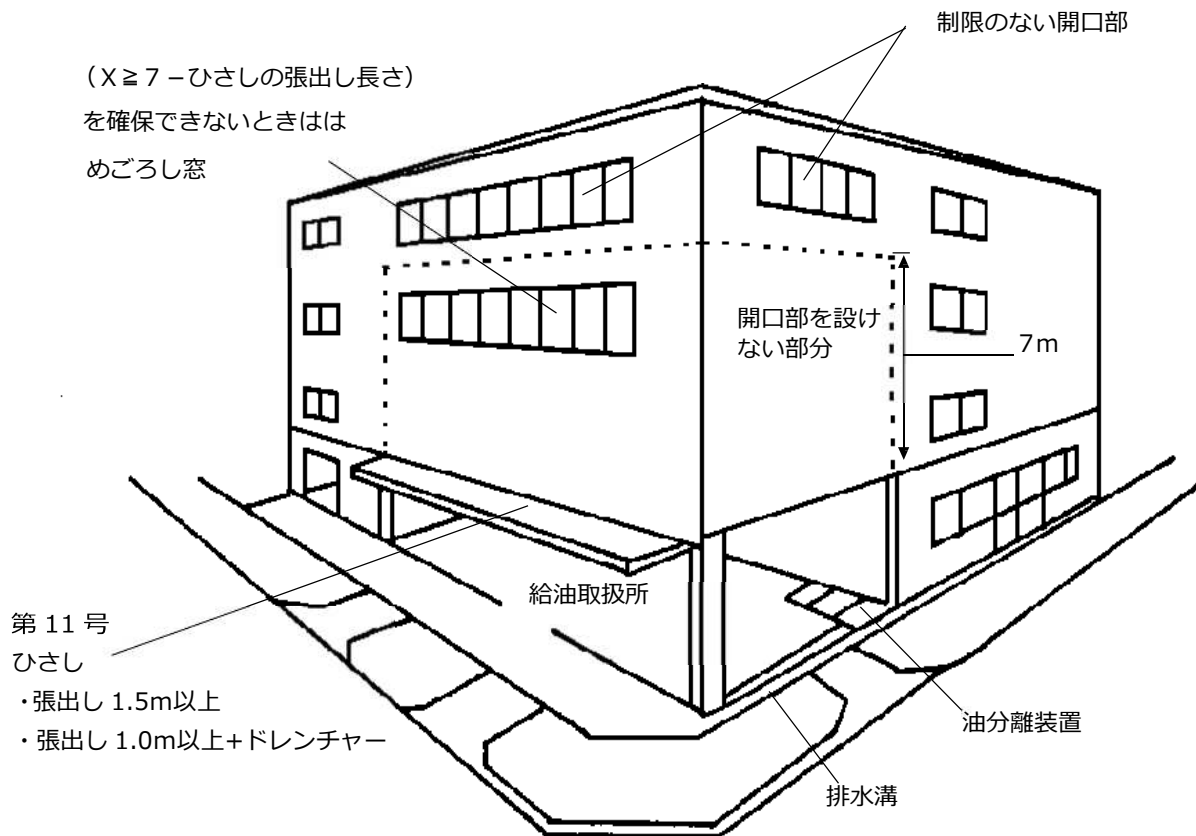 制限のない開口部
（X≧7－ひさしの張出し長さ）
を確保できないときはは
めごろし窓
開口部を設け
ない部分
7m
給油取扱所
第 11 号
ひさし
・張出し 1.5m以上
・張出し 1.0m以上+ドレンチャー
油分離装置
排水溝